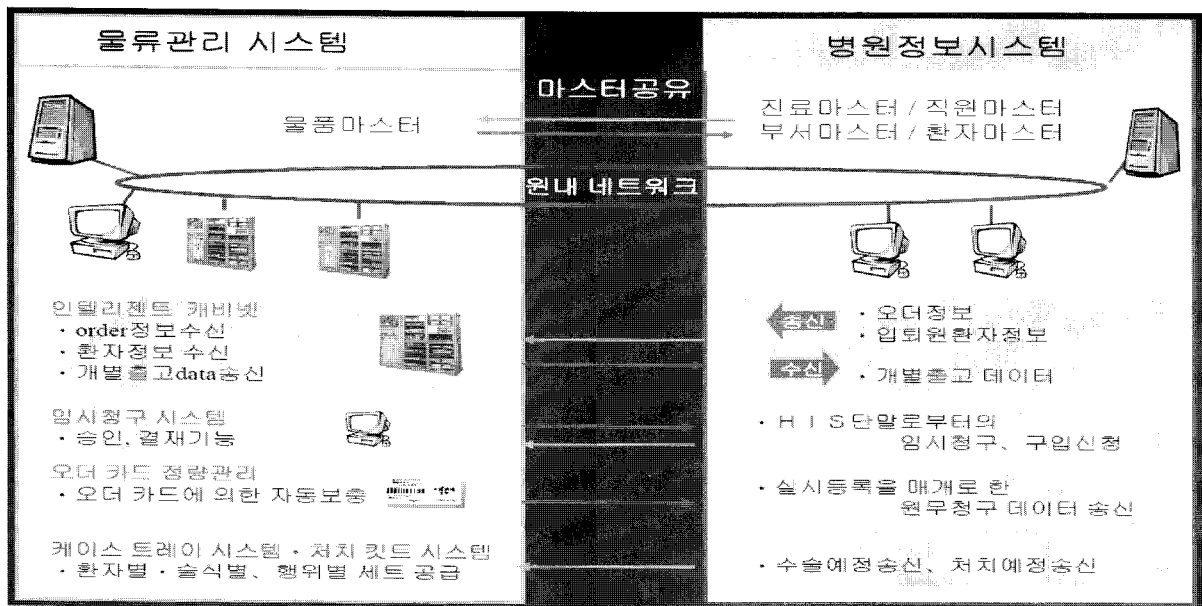 물류관리 시스템
물품마스터
인텔리젠트 캐비넷
· order정보수신
· 환자정보 수신
· 개별출고data송신
임시청구 시스템
· 승인, 결재기능
오더 카드 정량관리
· 오더 카드에 의한 자동보충
케이스 트레이 시스템 · 처치 킷드 시스템
· 환자별 · 술식별、행위별 세트 공급
마스터공유
원내 네트워크
병원정보시스템
진료마스터 / 직원마스터
부서마스터 / 환자마스터
송신
· 오더정보
· 입퇴원환자정보
수신
· 개별출고 데이터
· HIS단말로부터의
임시청구、구입신청
· 실시등록을 매개로 한
원무청구 데이터 송신
· 수술예정송신、처치예정송신